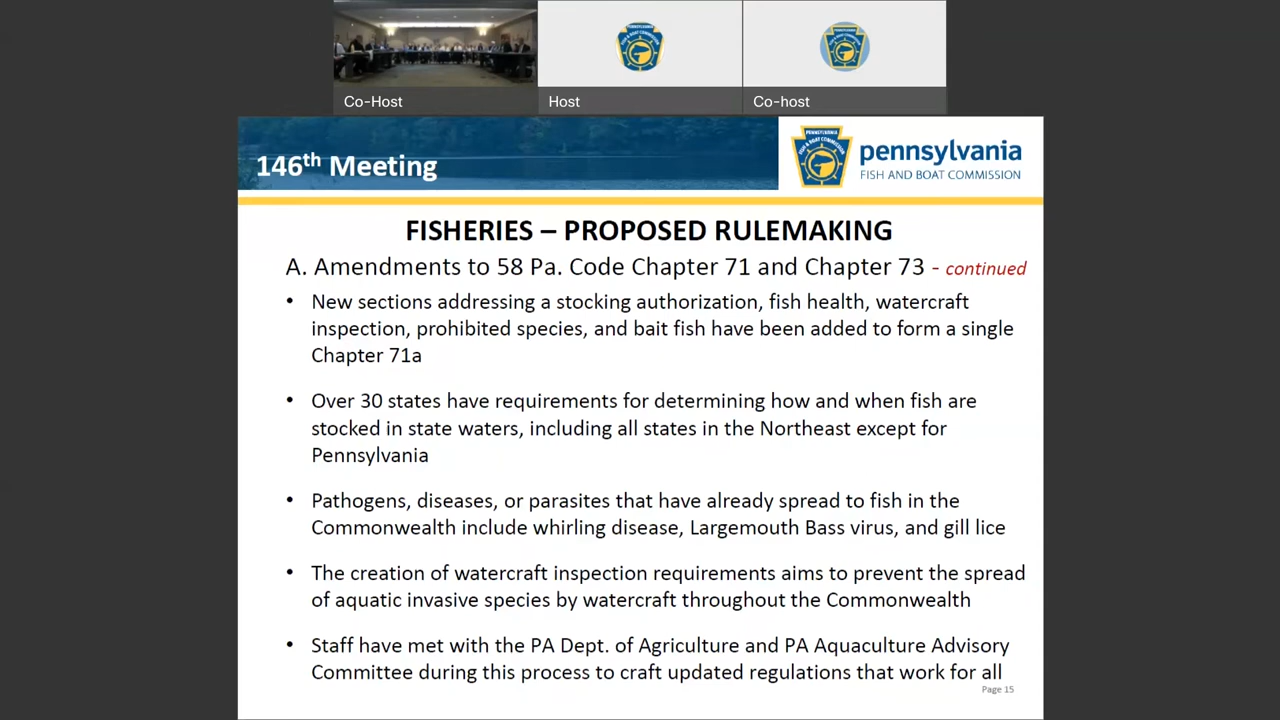 Co-Host
Host
Co-host
146th Meeting
PENNSYLVANIA
FISH & BOAT COMMISSION
pennsylvania
FISH AND BOAT COMMISSION
FISHERIES – PROPOSED RULEMAKING
A. Amendments to 58 Pa. Code Chapter 71 and Chapter 73 - continued
• New sections addressing a stocking authorization, fish health, watercraft
inspection, prohibited species, and bait fish have been added to form a single
Chapter 71a
• Over 30 states have requirements for determining how and when fish are
stocked in state waters, including all states in the Northeast except for
Pennsylvania
• Pathogens, diseases, or parasites that have already spread to fish in the
Commonwealth include whirling disease, Largemouth Bass virus, and gill lice
• The creation of watercraft inspection requirements aims to prevent the spread
of aquatic invasive species by watercraft throughout the Commonwealth
• Staff have met with the PA Dept. of Agriculture and PA Aquaculture Advisory
Committee during this process to craft updated regulations that work for all
Page 15